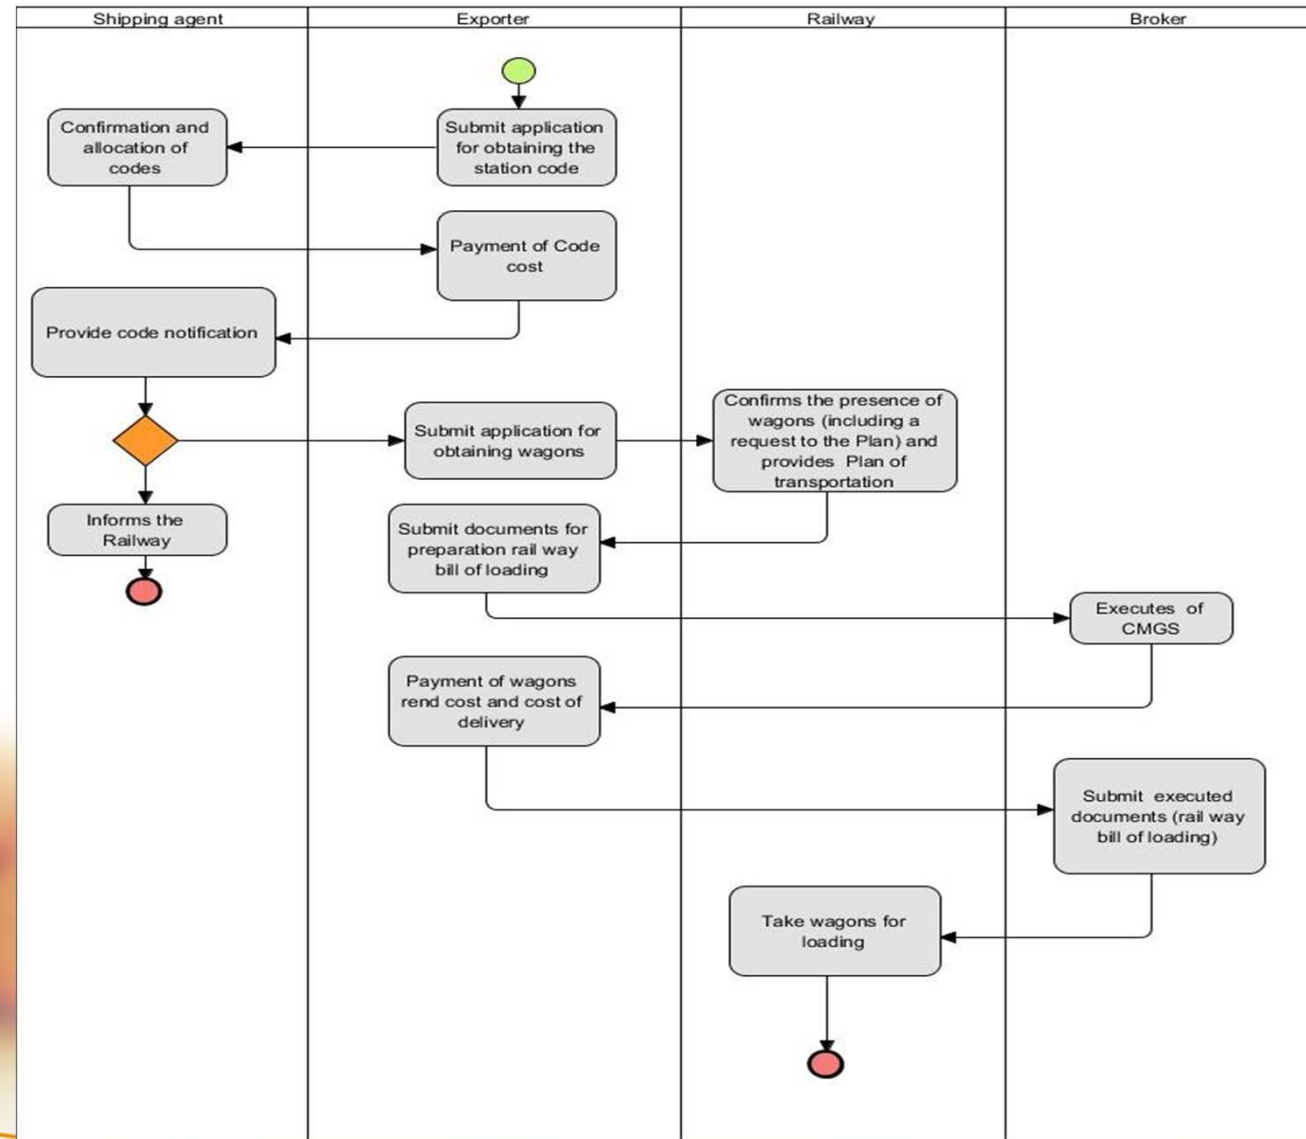 Shipping agent
Exporter
Railway
Broker
Submit application
for obtaining the
station code
Confirmation and
allocation of
codes
Payment of Code
cost
Provide code notification
Submit application for
obtaining wagons
Confirms the presence of
wagons (including a
request to the Plan) and
provides Plan of
transportation
Informs the
Railway
Submit documents for
preparation rail way
bill of loading
Executes of
CMGS
Payment of wagons
rend cost and cost of
delivery
Submit executed
documents (rail way
bill of loading)
Take wagons for
loading